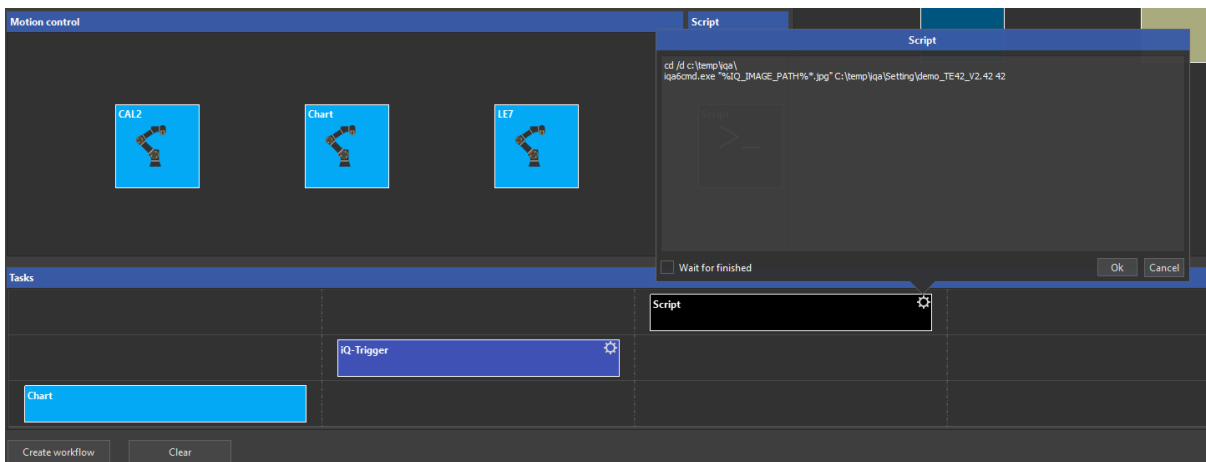 Motion control
Script
Script
cd /d c:\temp\iqa\
iqa6cmd.exe "%IQ_IMAGE_PATH%*.jpg" C:\temp\iqa\Setting\demo_TE42_V2.42 42
CAL2
Chart
LE7
Script
Wait for finished
Ok
Cancel
Tasks
Script
iQ-Trigger
Chart
Create workflow
Clear